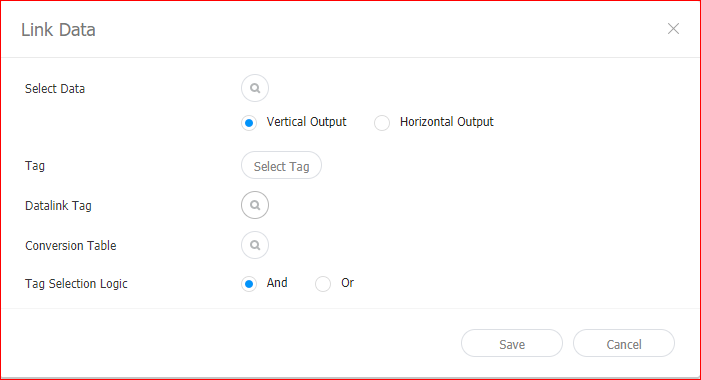 Link Data
Select Data
Vertical Output Horizontal Output
Tag Select Tag
Datalink Tag
Conversion Table
Tag Selection Logic And Or
Save Cancel